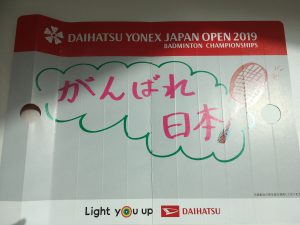 DAIHATSU YONEX JAPAN OPEN 2019
BADMINTON CHAMPIONSHIPS
がんばれ
日本!
Light you up
DAIHATSU